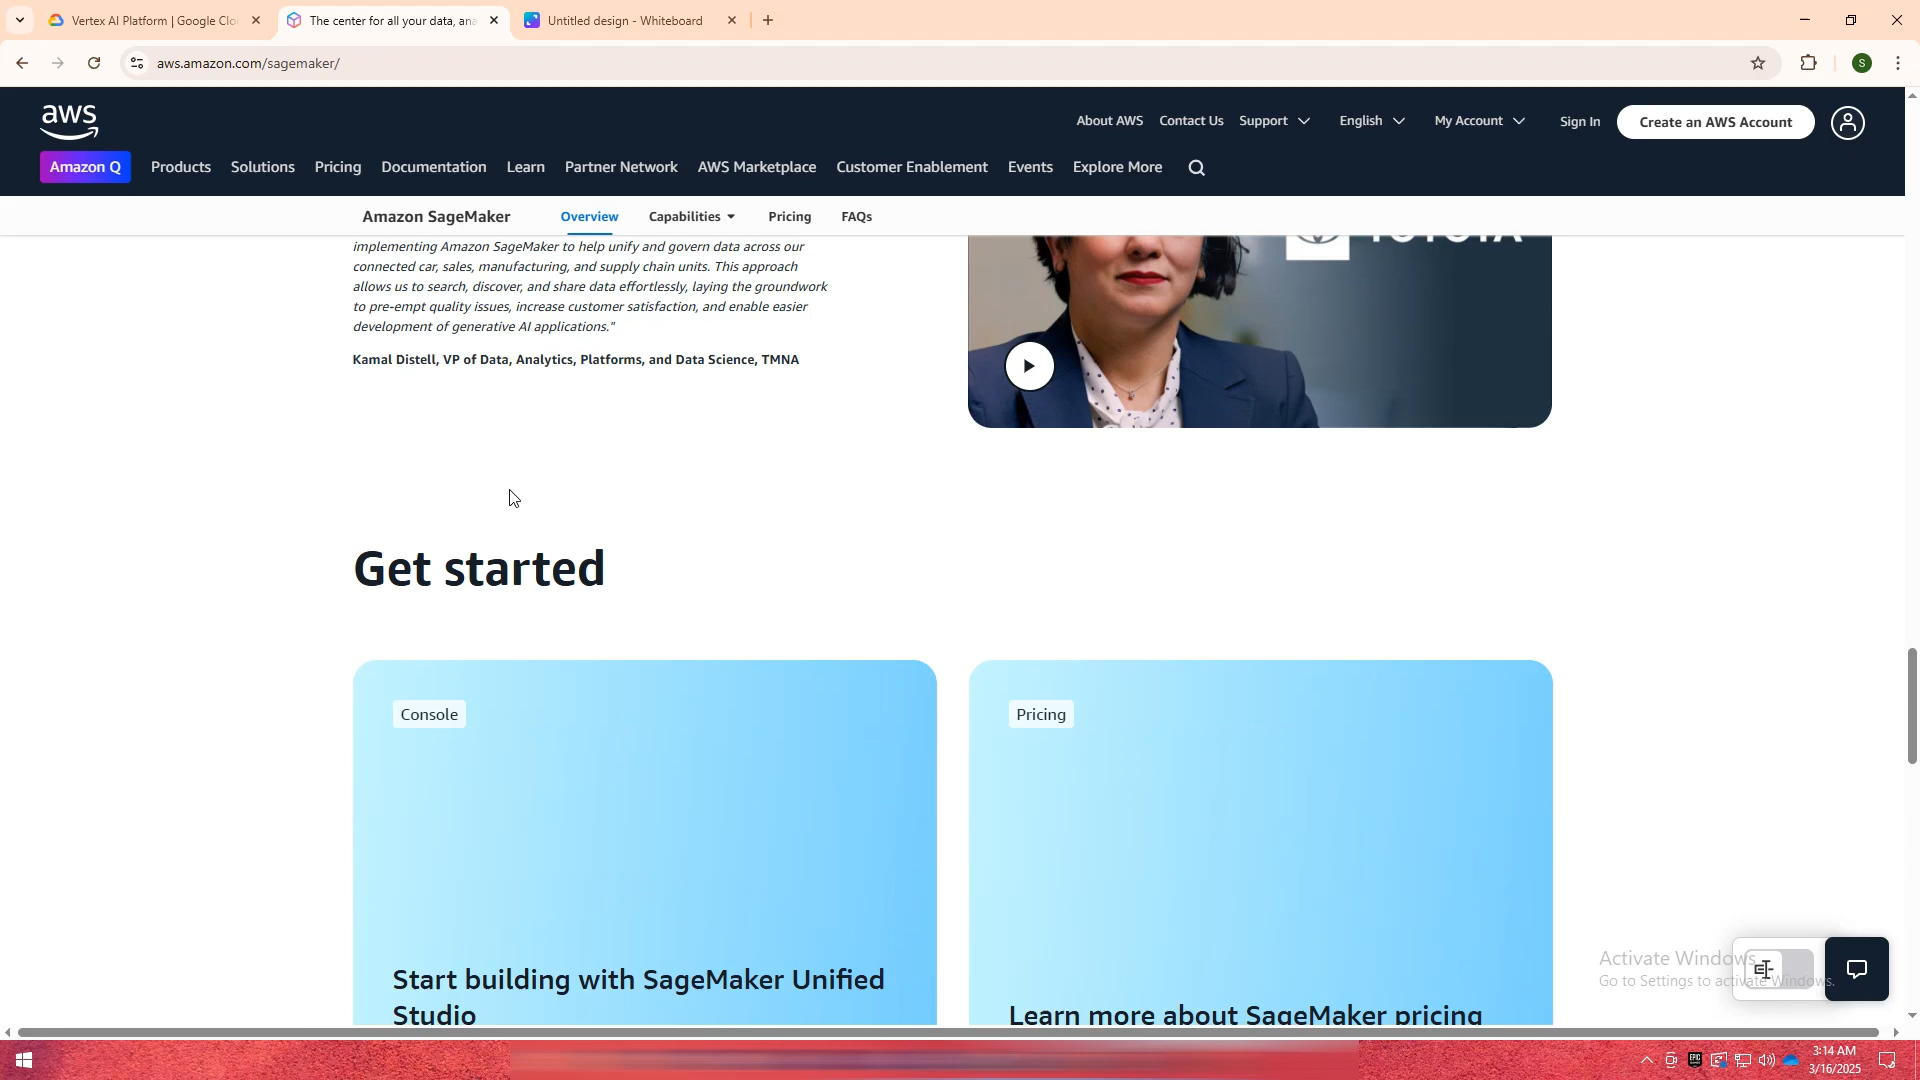 Vertex AI Platform | Google Clo
The center for all your data, ana
Untitled design - Whiteboard
aws.amazon.com/sagemaker/
S
aws
About AWS Contact Us Support English My Account Sign In Create an AWS Account
Amazon Q Products Solutions Pricing Documentation Learn Partner Network AWS Marketplace Customer Enablement Events Explore More
Amazon SageMaker Overview Capabilities Pricing FAQs
implementing Amazon SageMaker to help unify and govern data across our
connected car, sales, manufacturing, and supply chain units. This approach
allows us to search, discover, and share data effortlessly, laying the groundwork
to pre-empt quality issues, increase customer satisfaction, and enable easier
development of generative AI applications."
Kamal Distell, VP of Data, Analytics, Platforms, and Data Science, TMNA
TOYOTA
Get started
Console
Start building with SageMaker Unified
Studio
Pricing
Learn more about SageMaker pricing
Activate Windows
Go to Settings to activate Windows.
EPIC
3:14 AM
3/16/2025